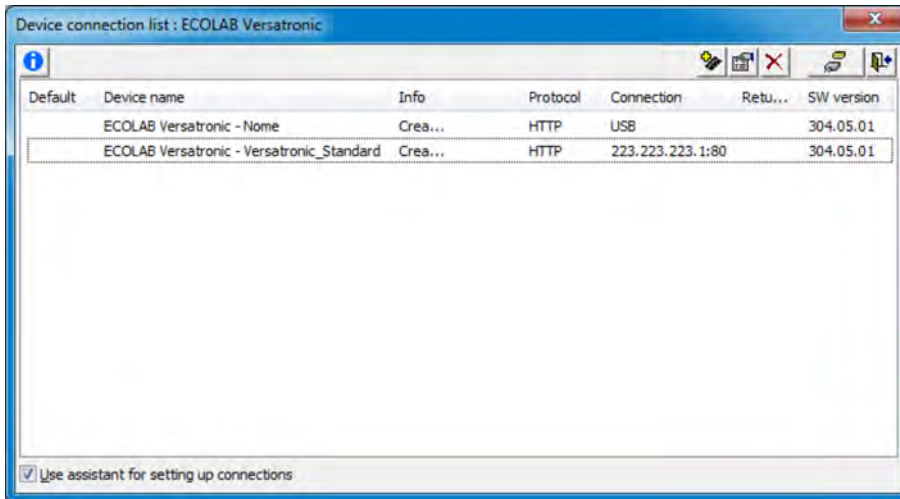 Device connection list : ECOLAB Versatronic
Default Device name Info Protocol Connection Retu... SW version
ECOLAB Versatronic - Nome Crea... HTTP USB 304.05.01
ECOLAB Versatronic - Versatronic_Standard Crea... HTTP 223.223.223.1:80 304.05.01
Use assistant for setting up connections